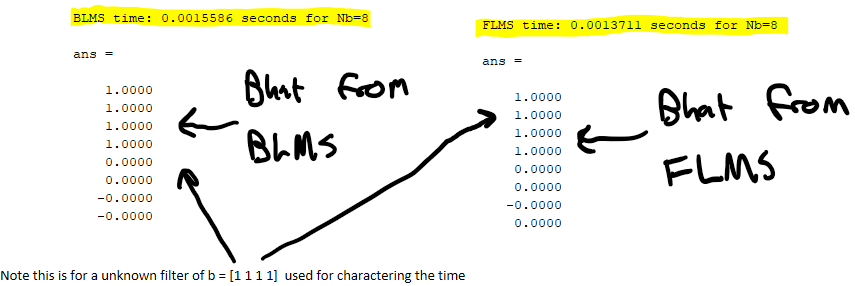 BLMS time: 0.0015586 seconds for Nb=8
ans =
1.0000
1.0000
1.0000
1.0000
0.0000
0.0000
-0.0000
-0.0000
Bhat from
BLMS
FLMS time: 0.0013711 seconds for Nb=8
ans =
1.0000
1.0000
1.0000
1.0000
0.0000
0.0000
-0.0000
0.0000
Bhat from
FLMS
Note this is for a unknown filter of b = [1 1 1 1] used for charactering the time